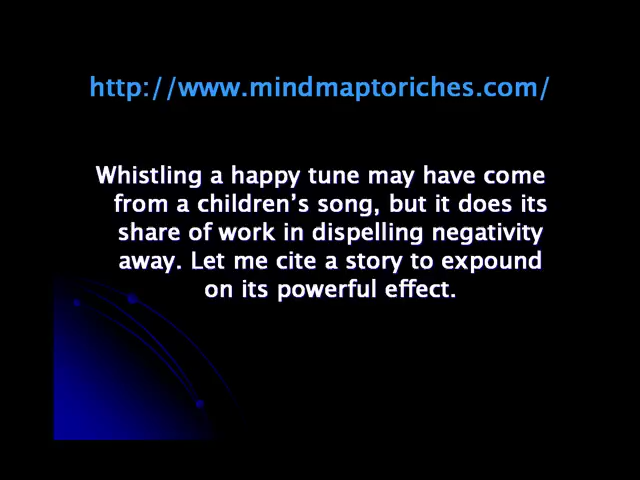 http://www.mindmaptoriches.com/
Whistling a happy tune may have come
from a children’s song, but it does its
share of work in dispelling negativity
away. Let me cite a story to expound
on its powerful effect.